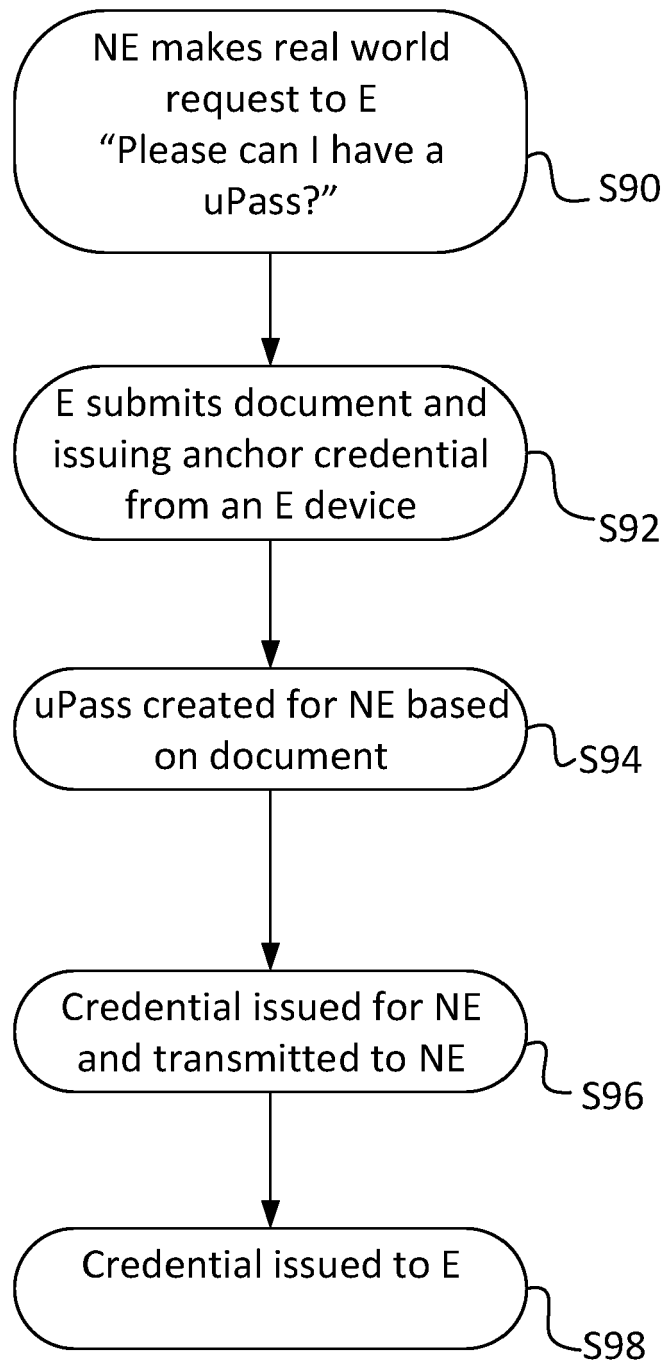 NE makes real world
request to E
“Please can I have a
uPass?”
S90
E submits document and
issuing anchor credential
from an E device
S92
uPass created for NE based
on document
S94
Credential issued for NE
and transmitted to NE
S96
Credential issued to E
S98